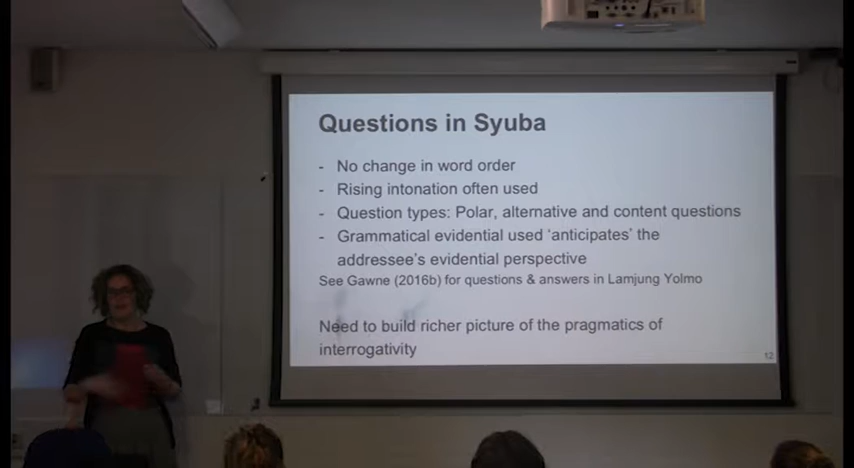 Questions in Syuba
- No change in word order
- Rising intonation often used
- Question types: Polar, alternative and content questions
- Grammatical evidential used ‘anticipates’ the
addressee's evidential perspective
See Gawne (2016b) for questions & answers in Lamjung Yolmo
Need to build richer picture of the pragmatics of
interrogativity
12